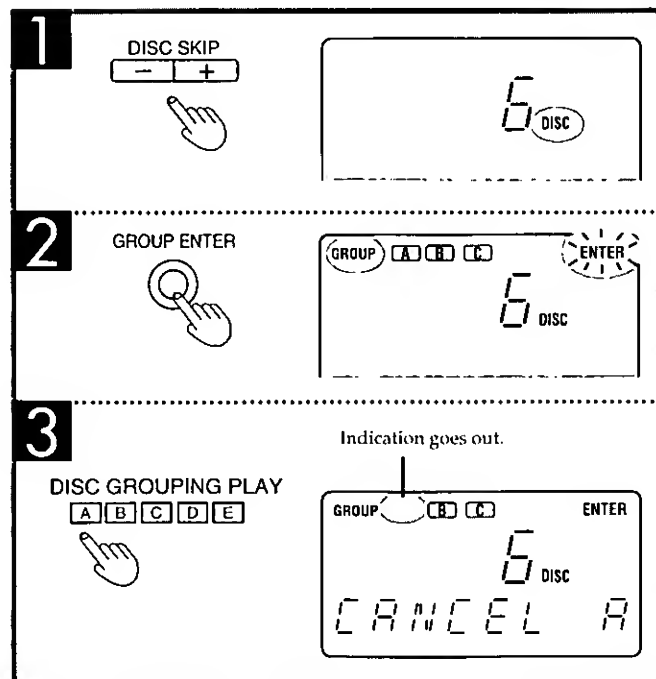 1
DISC SKIP
− +
6 DISC
2
GROUP ENTER
GROUP A B C ENTER
6 DISC
3
Indication goes out.
DISC GROUPING PLAY
A B C D E
GROUP B C ENTER
6 DISC
CANCEL A